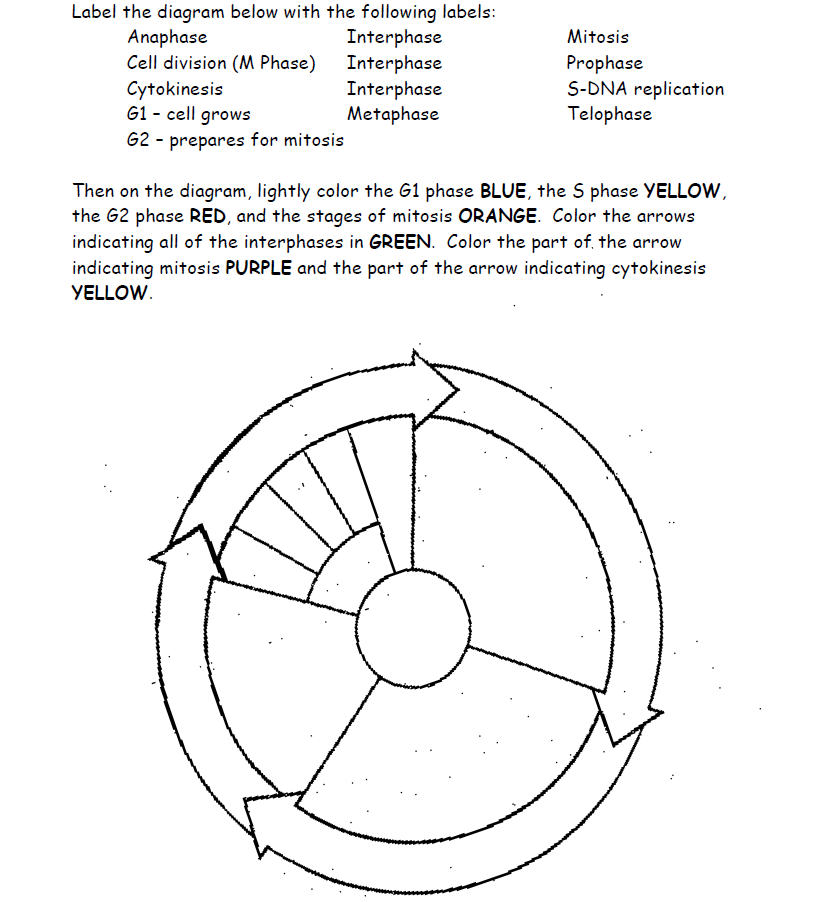 Label the diagram below with the following labels:
Anaphase Interphase Mitosis
Cell division (M Phase) Interphase Prophase
Cytokinesis Interphase S-DNA replication
G1 – cell grows Metaphase Telophase
G2 – prepares for mitosis
Then on the diagram, lightly color the G1 phase BLUE, the S phase YELLOW,
the G2 phase RED, and the stages of mitosis ORANGE. Color the arrows
indicating all of the interphases in GREEN. Color the part of. the arrow
indicating mitosis PURPLE and the part of the arrow indicating cytokinesis
YELLOW.